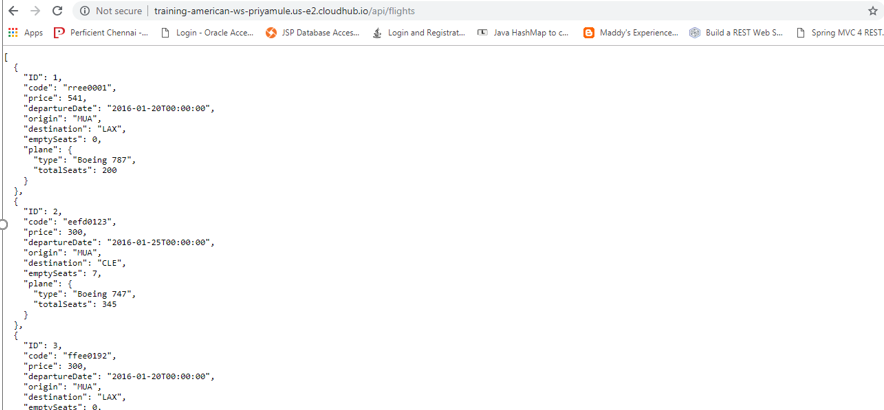 Not secure | training-american-ws-priyamule.us-e2.cloudhub.io/api/flights
Apps Perficient Chennai -... Login - Oracle Acce... JSP Database Acces... Login and Registrat... Java HashMap to c... Maddy's Experience... Build a REST Web S... Spring MVC 4 REST
[
{
"ID": 1,
"code": "rree0001",
"price": 541,
"departureDate": "2016-01-20T00:00:00",
"origin": "MUA",
"destination": "LAX",
"emptySeats": 0,
"plane": {
"type": "Boeing 787",
"totalSeats": 200
}
},
{
"ID": 2,
"code": "eefd0123",
"price": 300,
"departureDate": "2016-01-25T00:00:00",
"origin": "MUA",
"destination": "CLE",
"emptySeats": 7,
"plane": {
"type": "Boeing 747",
"totalSeats": 345
}
},
{
"ID": 3,
"code": "ffee0192",
"price": 300,
"departureDate": "2016-01-20T00:00:00",
"origin": "MUA",
"destination": "LAX",
"emptySeats": 0,